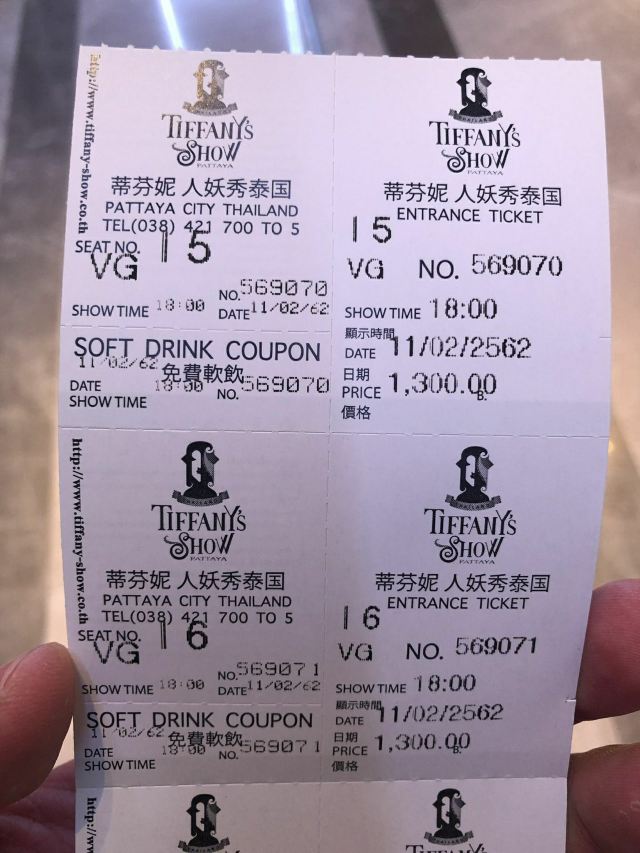 http://www.tiffany-show.co.th
TIFFANY'S
SHOW
PATTAYA
蒂芬妮 人妖秀泰国
PATTAYA CITY THAILAND
TEL(038) 421 700 TO 5
SEAT NO. 15
VG
NO. 569070
SHOW TIME 18:00 DATE 11/02/62
SOFT DRINK COUPON
11/02/62 免費軟飲
DATE 18:00 NO. 569070
SHOW TIME
TIFFANY'S
SHOW
PATTAYA
蒂芬妮 人妖秀泰国
ENTRANCE TICKET
15
VG NO. 569070
SHOW TIME 18:00
顯示時間
DATE 11/02/2562
日期
PRICE 1,300.00 B.
價格
http://www.tiffany-show.co.th
TIFFANY'S
SHOW
PATTAYA
蒂芬妮 人妖秀泰国
PATTAYA CITY THAILAND
TEL(038) 421 700 TO 5
SEAT NO. 16
VG
NO. 569071
SHOW TIME 18:00 DATE 11/02/62
SOFT DRINK COUPON
11/02/62 免費軟飲
DATE 18:00 NO. 569071
SHOW TIME
TIFFANY'S
SHOW
PATTAYA
蒂芬妮 人妖秀泰国
ENTRANCE TICKET
16
VG NO. 569071
SHOW TIME 18:00
顯示時間
DATE 11/02/2562
日期
PRICE 1,300.00 B.
價格